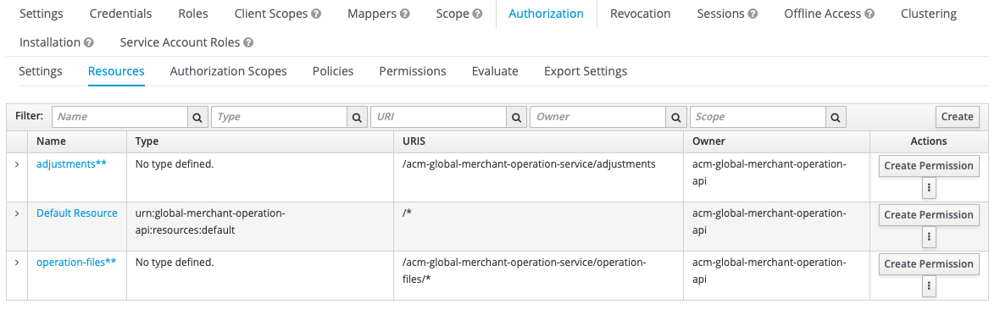 Settings Credentials Roles Client Scopes Mappers Scope Authorization Revocation Sessions Offline Access Clustering
Installation Service Account Roles
Settings Resources Authorization Scopes Policies Permissions Evaluate Export Settings
Filter: Name Type URI Owner Scope Create
Name Type URIS Owner Actions
adjustments** No type defined. /acm-global-merchant-operation-service/adjustments acm-global-merchant-operation- Create Permission
api
Default Resource urn:global-merchant-operation- /* acm-global-merchant-operation- Create Permission
api:resources:default api
operation-files** No type defined. /acm-global-merchant-operation-service/operation- acm-global-merchant-operation- Create Permission
files/* api